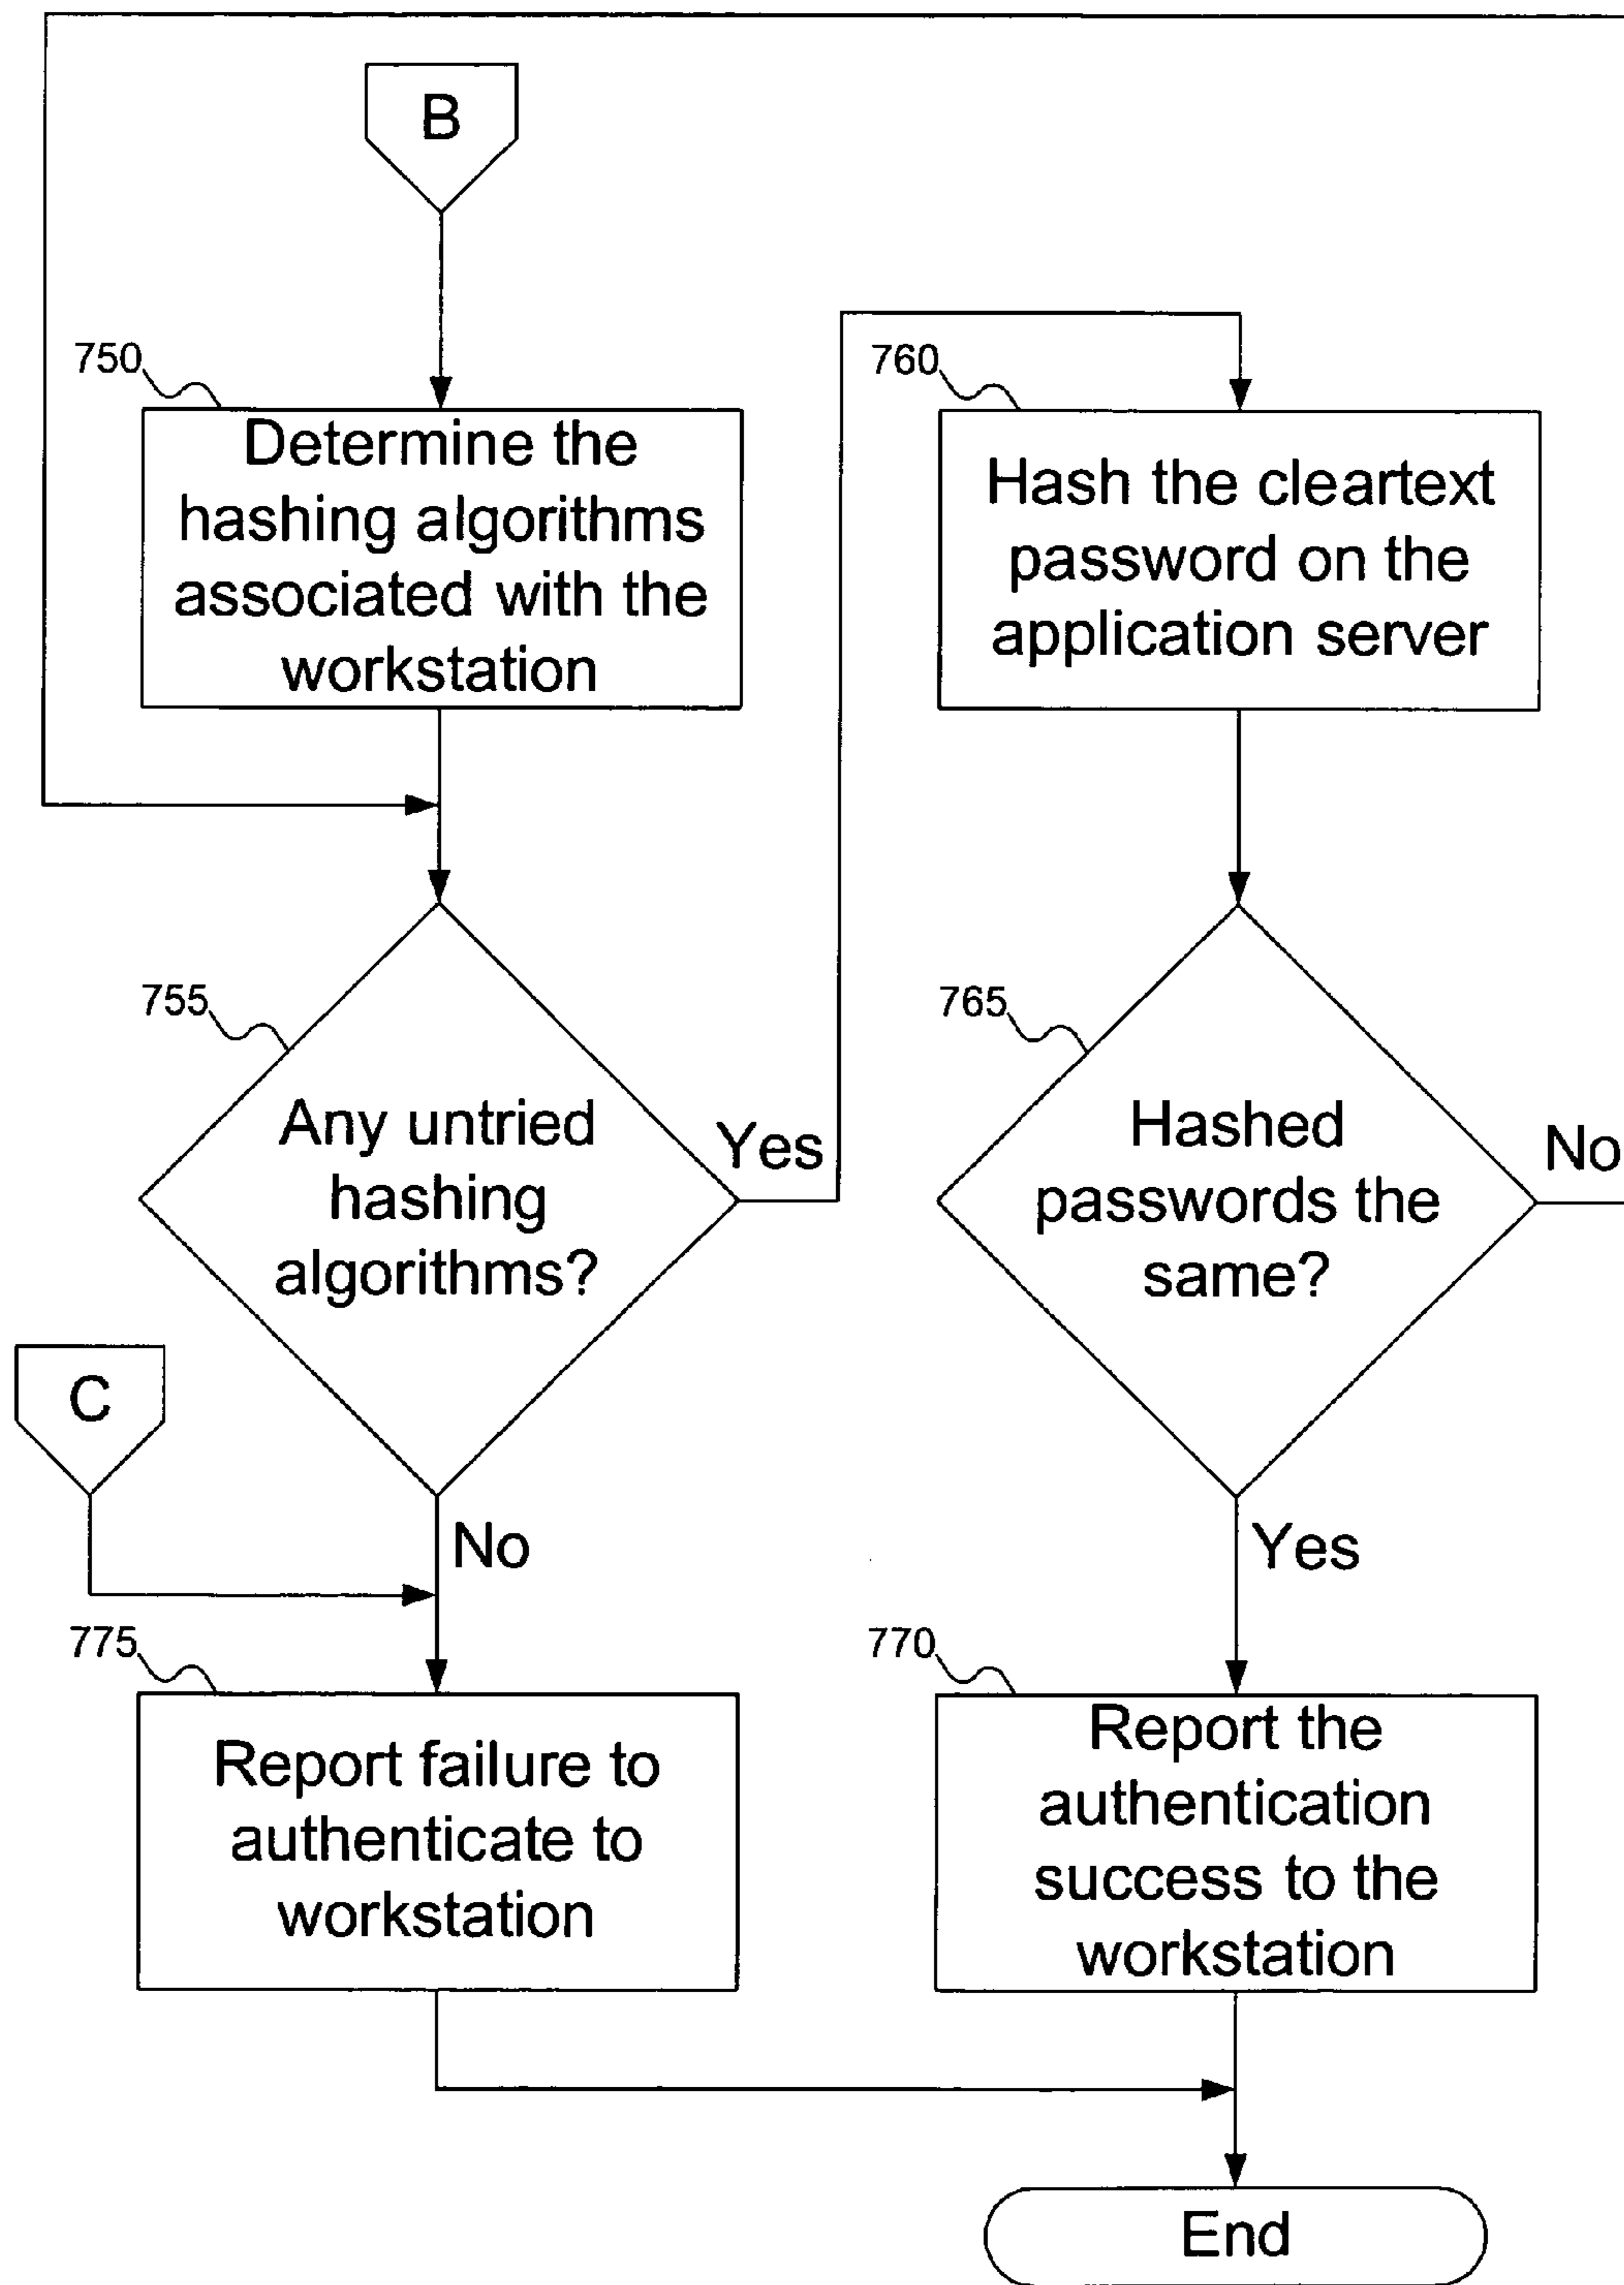 B
750
Determine the
hashing algorithms
associated with the
workstation
760
Hash the cleartext
password on the
application server
755
Any untried
hashing
algorithms?
Yes
765
Hashed
passwords the
same?
No
C
No
Yes
775
Report failure to
authenticate to
workstation
770
Report the
authentication
success to the
workstation
End